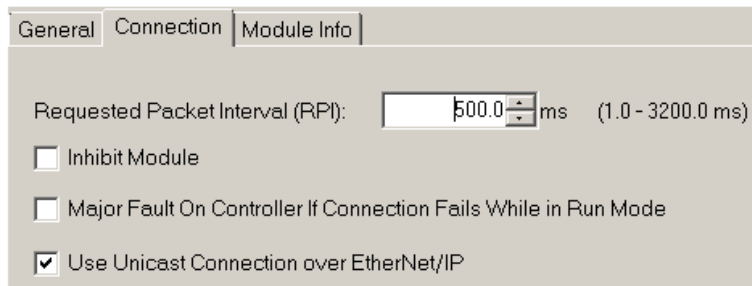 General Connection Module Info
Requested Packet Interval (RPI): 500.0 ms (1.0 - 3200.0 ms)
Inhibit Module
Major Fault On Controller If Connection Fails While in Run Mode
Use Unicast Connection over EtherNet/IP